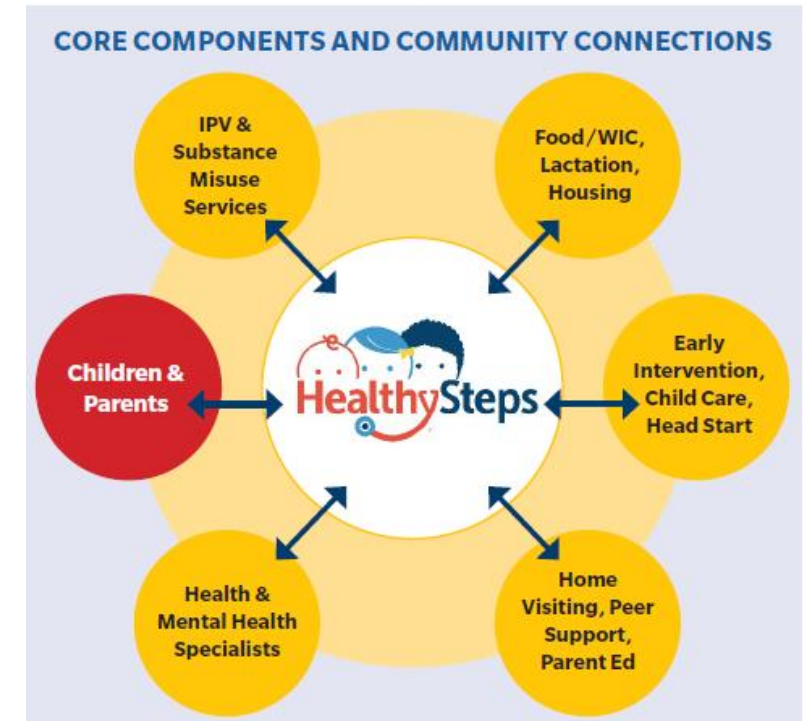 CORE COMPONENTS AND COMMUNITY CONNECTIONS
IPV &
Substance
Misuse
Services
Food/WIC,
Lactation,
Housing
Children &
Parents
HealthySteps
Early
Intervention,
Child Care,
Head Start
Health &
Mental Health
Specialists
Home
Visiting, Peer
Support,
Parent Ed